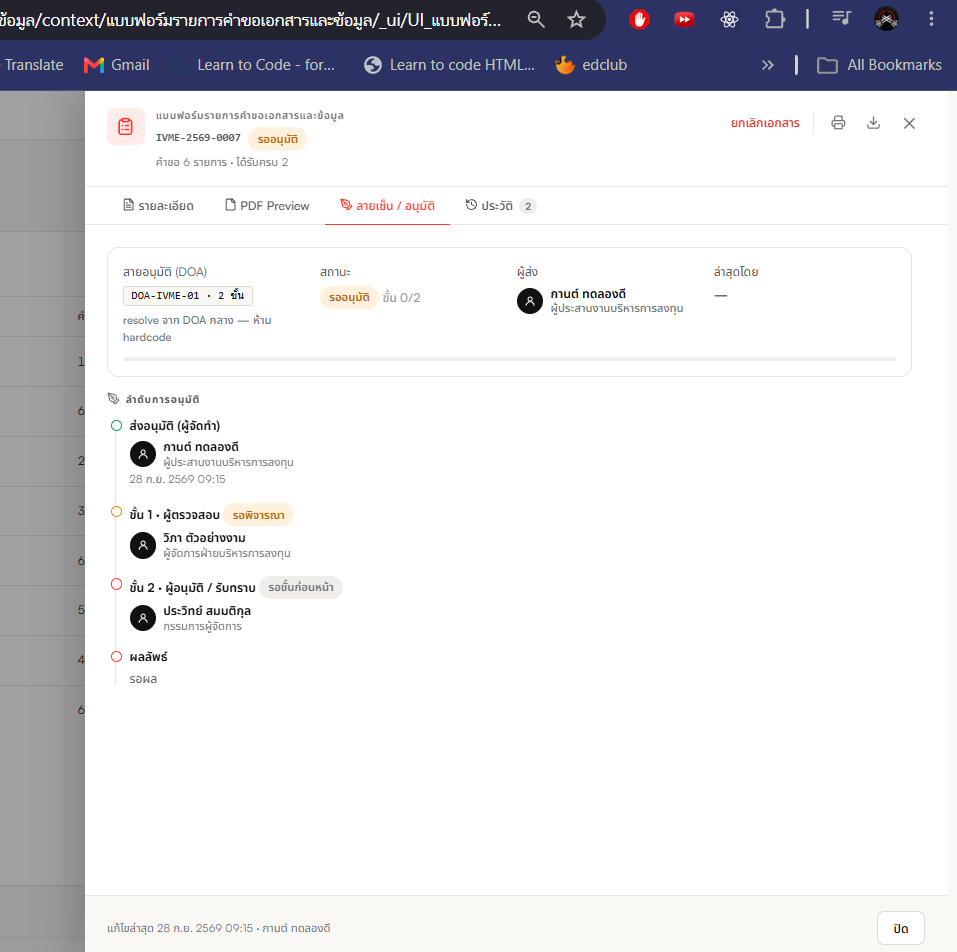 ข้อมูล/context/แบบฟอร์มรายการคำขอเอกสารและข้อมูล/_ui/UI_แบบฟอร์...
Translate
Gmail
Learn to Code - for...
Learn to code HTML...
edclub
»
All Bookmarks
แบบฟอร์มรายการคำขอเอกสารและข้อมูล
IVME-2569-0007 รออนุมัติ
คำขอ 6 รายการ · ได้รับครบ 2
ยกเลิกเอกสาร
รายละเอียด
PDF Preview
ลายเซ็น / อนุมัติ
ประวัติ 2
สายอนุมัติ (DOA)
DOA-IVME-01 · 2 ขั้น
resolve จาก DOA กลาง — ห้าม
hardcode
สถานะ
รออนุมัติ ขั้น 0/2
ผู้ส่ง
กานต์ ทดลองดี
ผู้ประสานงานบริหารการลงทุน
ล่าสุดโดย
—
ลำดับการอนุมัติ
ส่งอนุมัติ (ผู้จัดทำ)
กานต์ ทดลองดี
ผู้ประสานงานบริหารการลงทุน
28 ก.ย. 2569 09:15
ขั้น 1 · ผู้ตรวจสอบ รอพิจารณา
วิภา ตัวอย่างงาม
ผู้จัดการฝ่ายบริหารการลงทุน
ขั้น 2 · ผู้อนุมัติ / รับทราบ รอขั้นก่อนหน้า
ประวิทย์ สมมติกุล
กรรมการผู้จัดการ
ผลลัพธ์
รอผล
1
6
2
3
6
5
4
6
แก้ไขล่าสุด 28 ก.ย. 2569 09:15 · กานต์ ทดลองดี
ปิด